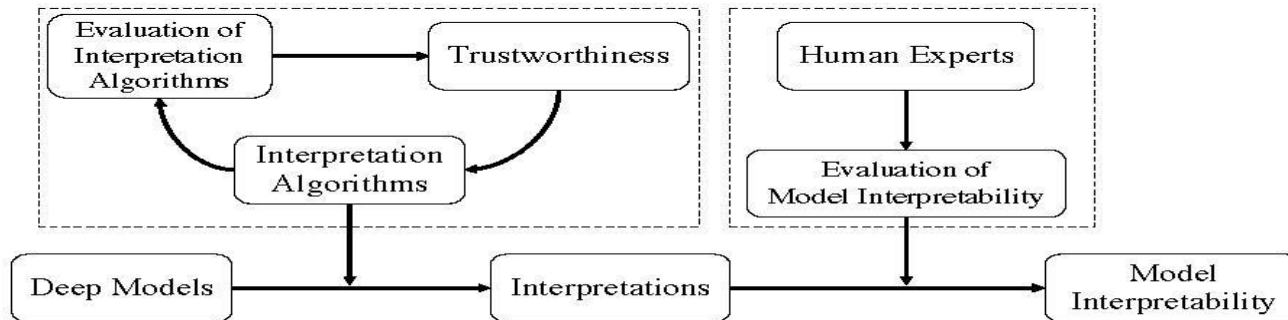 Evaluation of
Interpretation
Algorithms
Trustworthiness
Human Experts
Interpretation
Algorithms
Evaluation of
Model Interpretability
Deep Models
Interpretations
Model
Interpretability